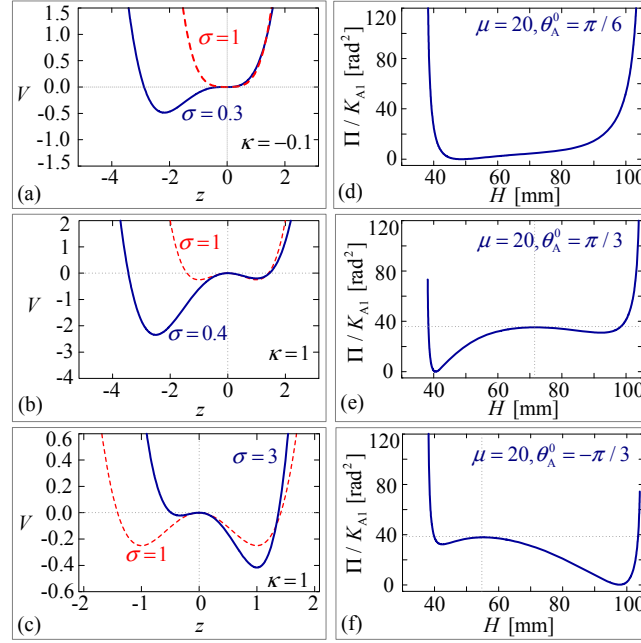 1.5
1.0
0.5
0.0
0.5
1.0
1.5
V
σ=1
σ=0.3
κ=−0.1
−4
−2
0
2
z
(a)
120
80
40
0
Π / K_A1 [rad²]
μ=20,θ_A^0=π/6
40
60
80
100
H [mm]
(d)
2
1
0
-1
-2
-3
-4
V
σ=1
σ=0.4
κ=1
−4
−2
0
2
z
(b)
120
80
40
0
Π / K_A1 [rad²]
μ=20,θ_A^0=π/3
40
60
80
100
H [mm]
(e)
0.6
0.4
0.2
0.0
-0.2
-0.4
-0.6
V
σ=3
σ=1
κ=1
-2
-1
0
1
2
z
(c)
120
80
40
0
Π / K_A1 [rad²]
μ=20,θ_A^0=−π/3
40
60
80
100
H [mm]
(f)